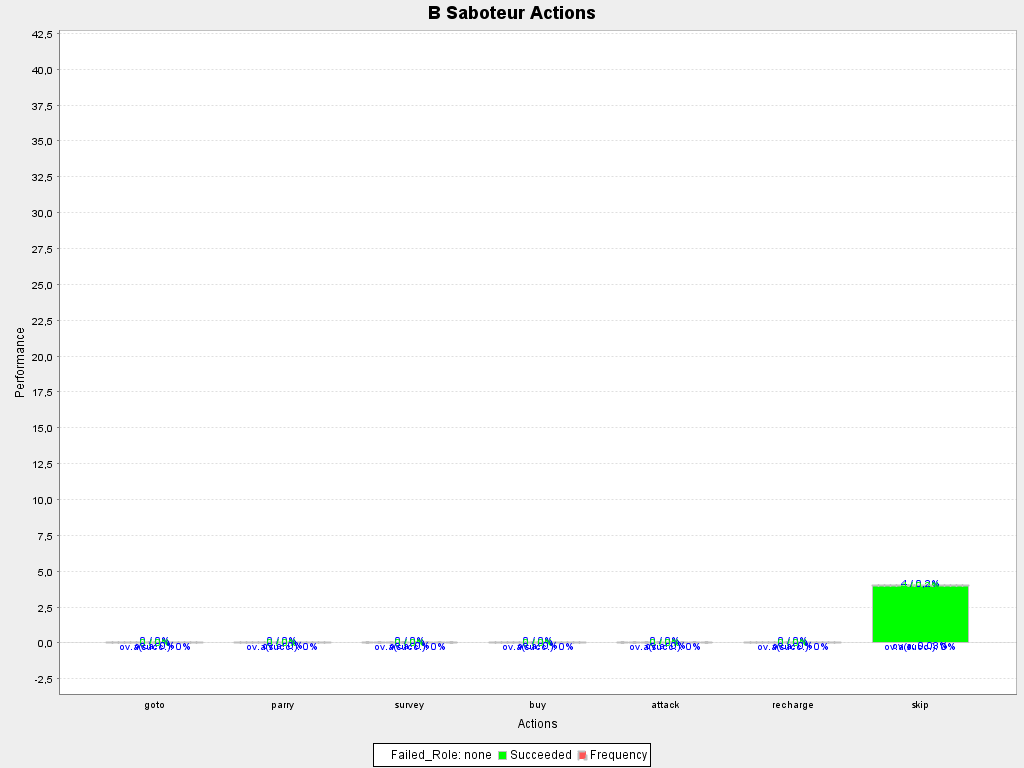 B Saboteur Actions
42,5
40,0
37,5
35,0
32,5
30,0
27,5
25,0
22,5
20,0
17,5
15,0
12,5
10,0
7,5
5,0
2,5
0,0
-2,5
Performance
4 / 0,2%
0 / 0% 0 / 0% 0 / 0% 0 / 0% 0 / 0% 0 / 0%
goto parry survey buy attack recharge skip
Actions
Failed_Role: none Succeeded Frequency